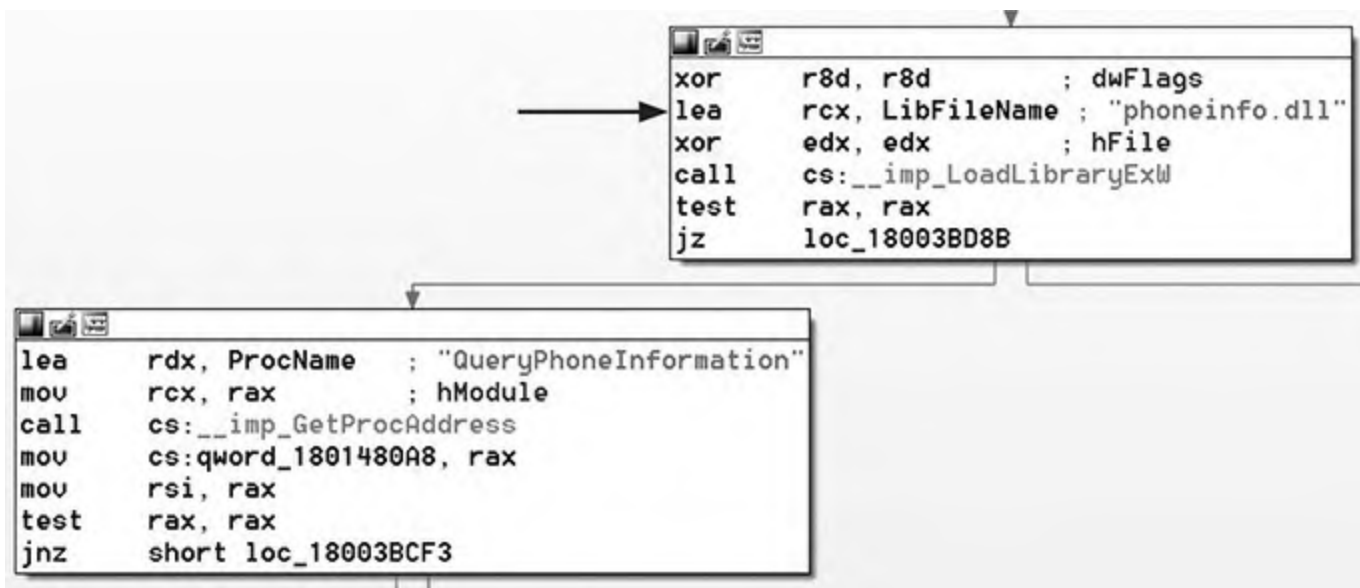 xor r8d, r8d ; dwFlags
lea rcx, LibFileName ; "phoneinfo.dll"
xor edx, edx ; hFile
call cs:__imp_LoadLibraryExW
test rax, rax
jz loc_18003BD8B
lea rdx, ProcName ; "QueryPhoneInformation"
mov rcx, rax ; hModule
call cs:__imp_GetProcAddress
mov cs:qword_1801480A8, rax
mov rsi, rax
test rax, rax
jnz short loc_18003BCF3